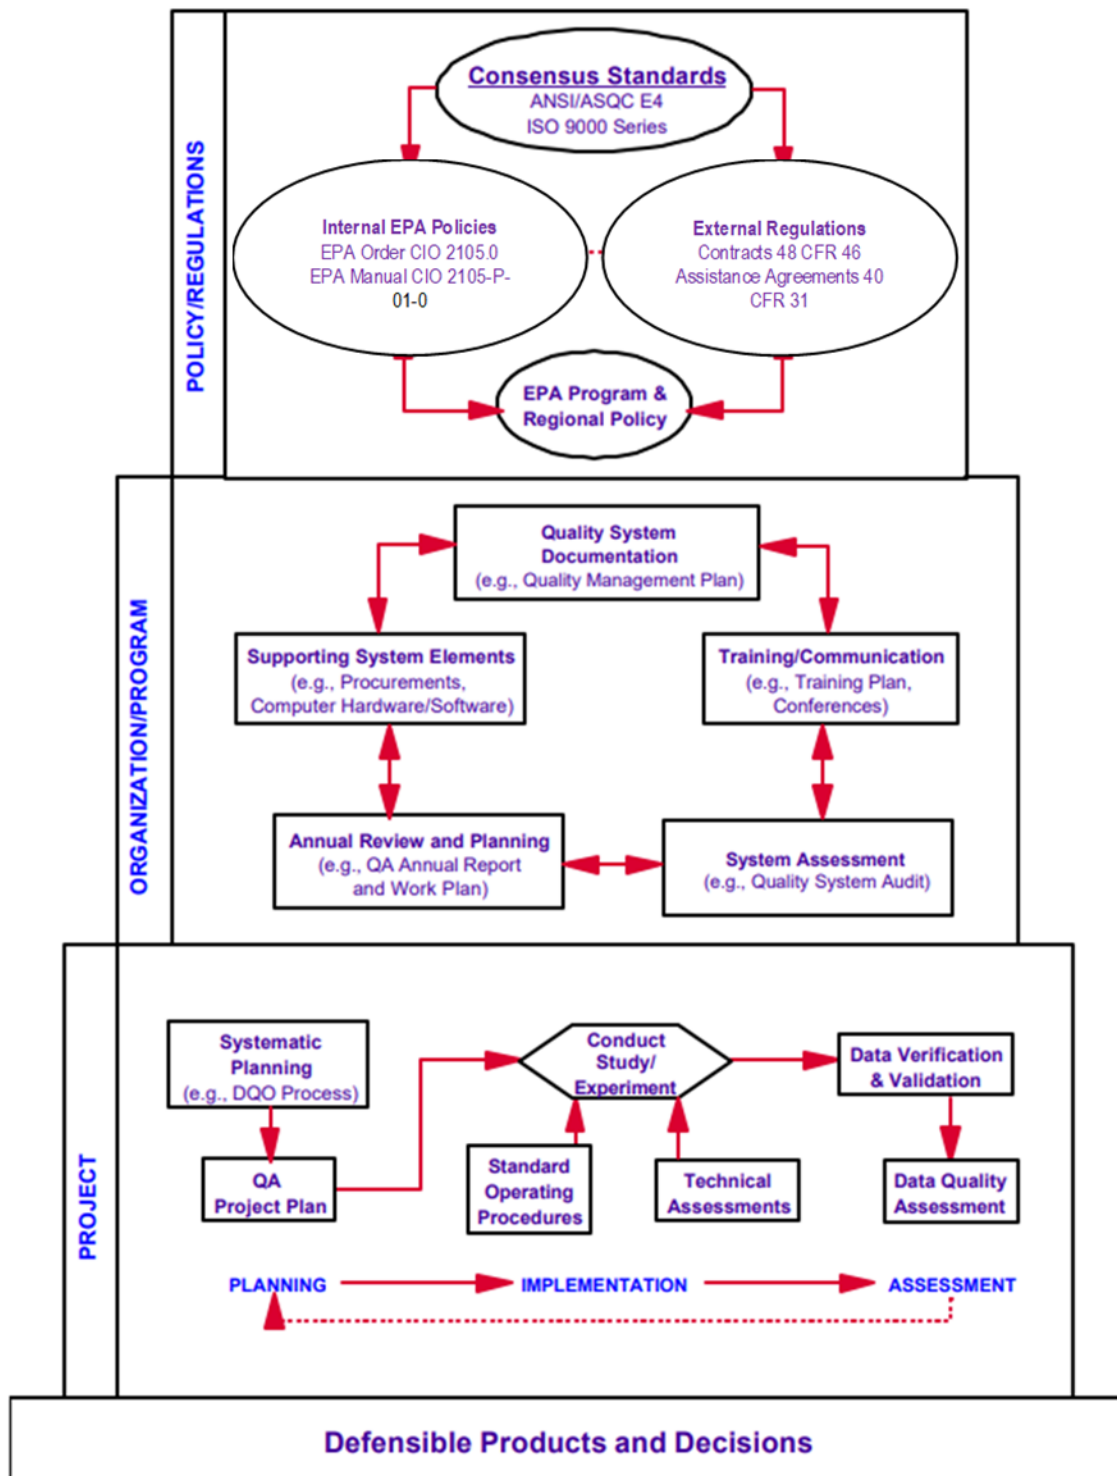 POLICY/REGULATIONS
Consensus Standards
ANSI/ASQC E4
ISO 9000 Series
Internal EPA Policies
EPA Order CIO 2105.0
EPA Manual CIO 2105-P-
01-0
External Regulations
Contracts 48 CFR 46
Assistance Agreements 40
CFR 31
EPA Program &
Regional Policy
ORGANIZATION/PROGRAM
Quality System
Documentation
(e.g., Quality Management Plan)
Supporting System Elements
(e.g., Procurements,
Computer Hardware/Software)
Training/Communication
(e.g., Training Plan,
Conferences)
Annual Review and Planning
(e.g., QA Annual Report
and Work Plan)
System Assessment
(e.g., Quality System Audit)
PROJECT
Systematic
Planning
(e.g., DQO Process)
QA
Project Plan
Conduct
Study/
Experiment
Standard
Operating
Procedures
Technical
Assessments
Data Verification
& Validation
Data Quality
Assessment
PLANNING
IMPLEMENTATION
ASSESSMENT
Defensible Products and Decisions